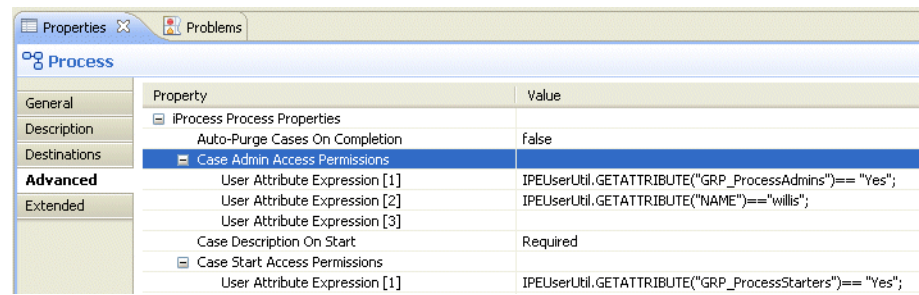 Properties Problems
Process
General
Description
Destinations
Advanced
Extended
Property Value
iProcess Process Properties
Auto-Purge Cases On Completion false
Case Admin Access Permissions
User Attribute Expression [1] IPEUserUtil.GETATTRIBUTE("GRP_ProcessAdmins")== "Yes";
User Attribute Expression [2] IPEUserUtil.GETATTRIBUTE("NAME")=="willis";
User Attribute Expression [3]
Case Description On Start Required
Case Start Access Permissions
User Attribute Expression [1] IPEUserUtil.GETATTRIBUTE("GRP_ProcessStarters")== "Yes";